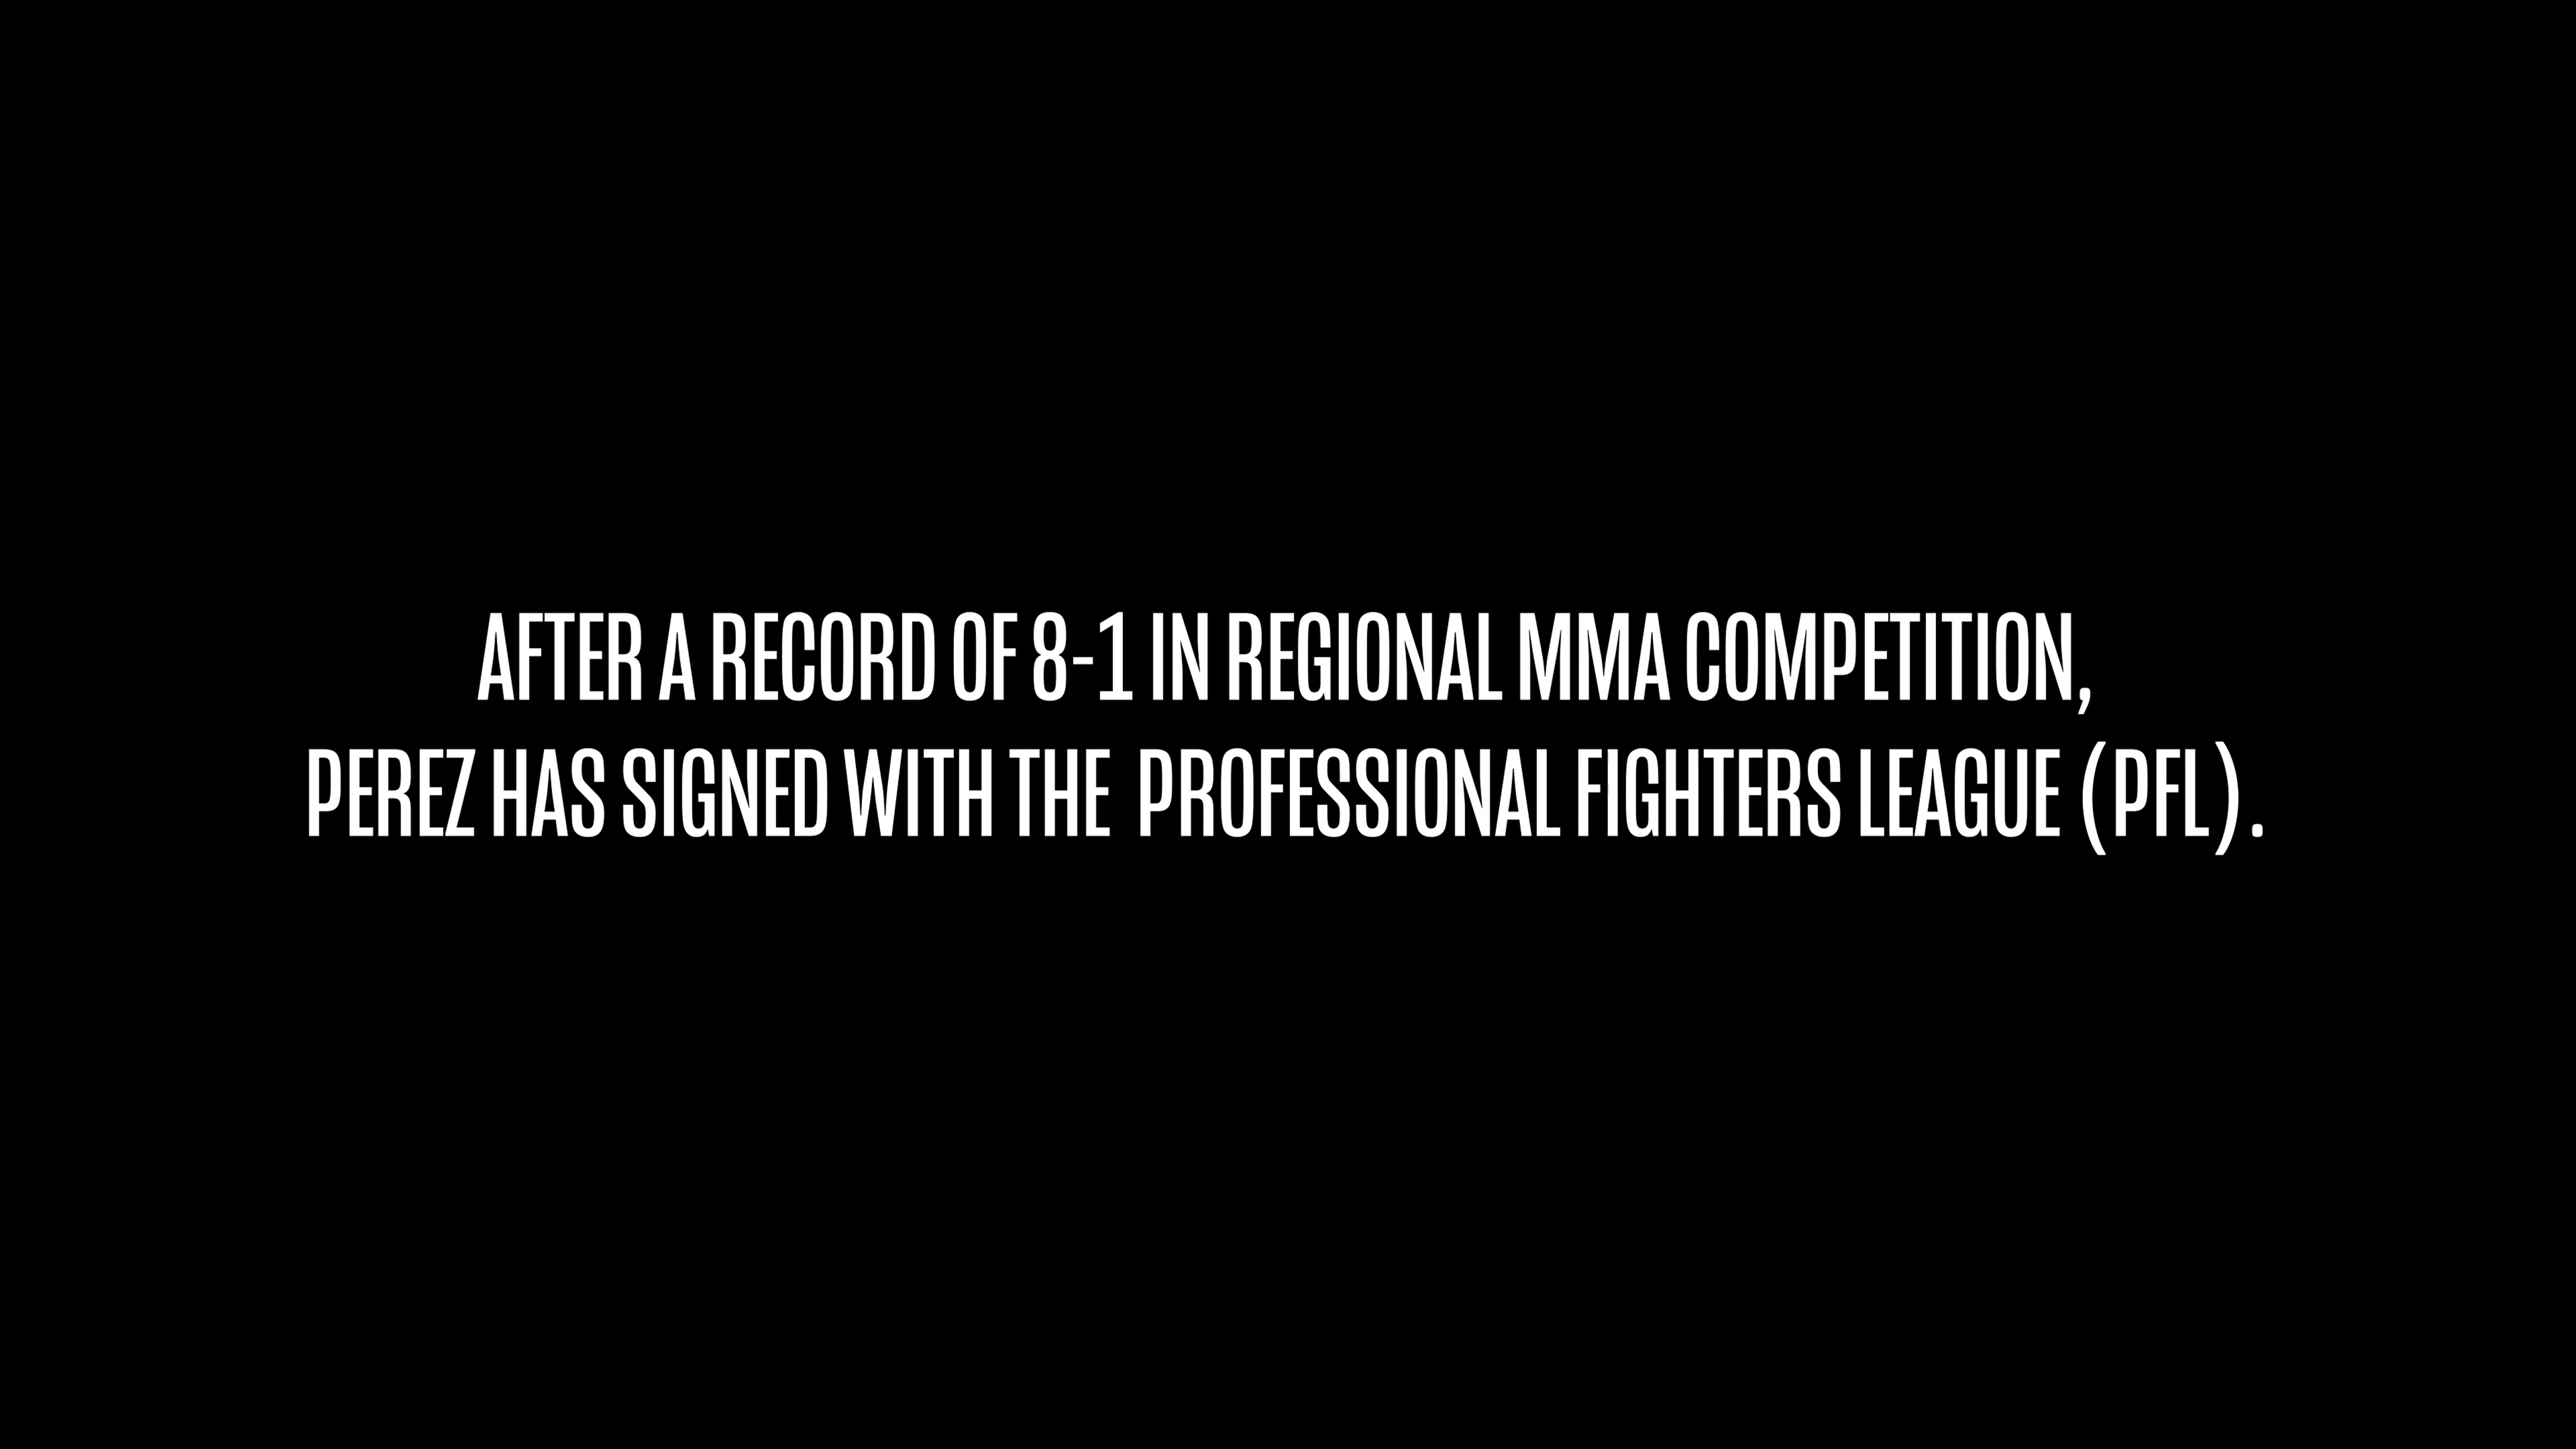 AFTER A RECORD OF 8-1 IN REGIONAL MMA COMPETITION,
PEREZ HAS SIGNED WITH THE PROFESSIONAL FIGHTERS LEAGUE (PFL).